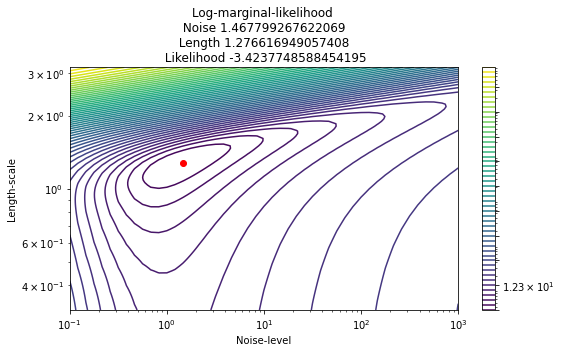 Log-marginal-likelihood
Noise 1.467799267622069
Length 1.276616949057408
Likelihood -3.4237748588454195
3 × 10⁰
2 × 10⁰
10⁰
6 × 10⁻¹
4 × 10⁻¹
Length-scale
10⁻¹ 10⁰ 10¹ 10² 10³
Noise-level
1.23 × 10¹